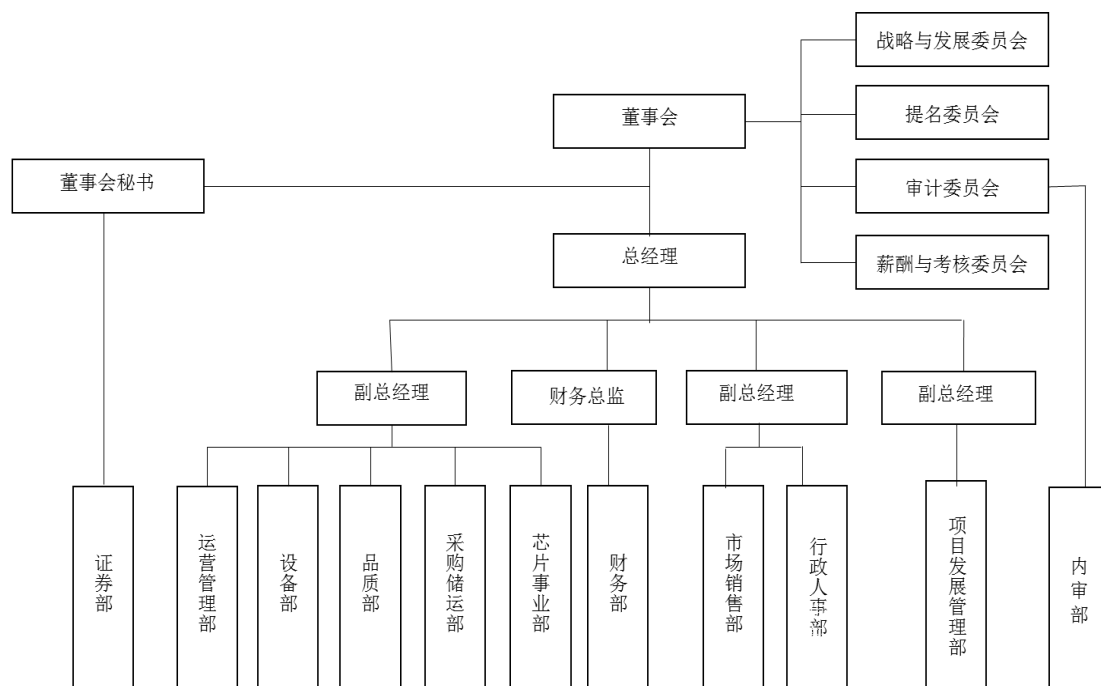 战略与发展委员会
董事会
提名委员会
董事会秘书
审计委员会
总经理
薪酬与考核委员会
副总经理
财务总监
副总经理
副总经理
证券部
运营管理部
设备部
品质部
采购储运部
芯片事业部
财务部
市场销售部
行政人事部
项目发展管理部
内审部